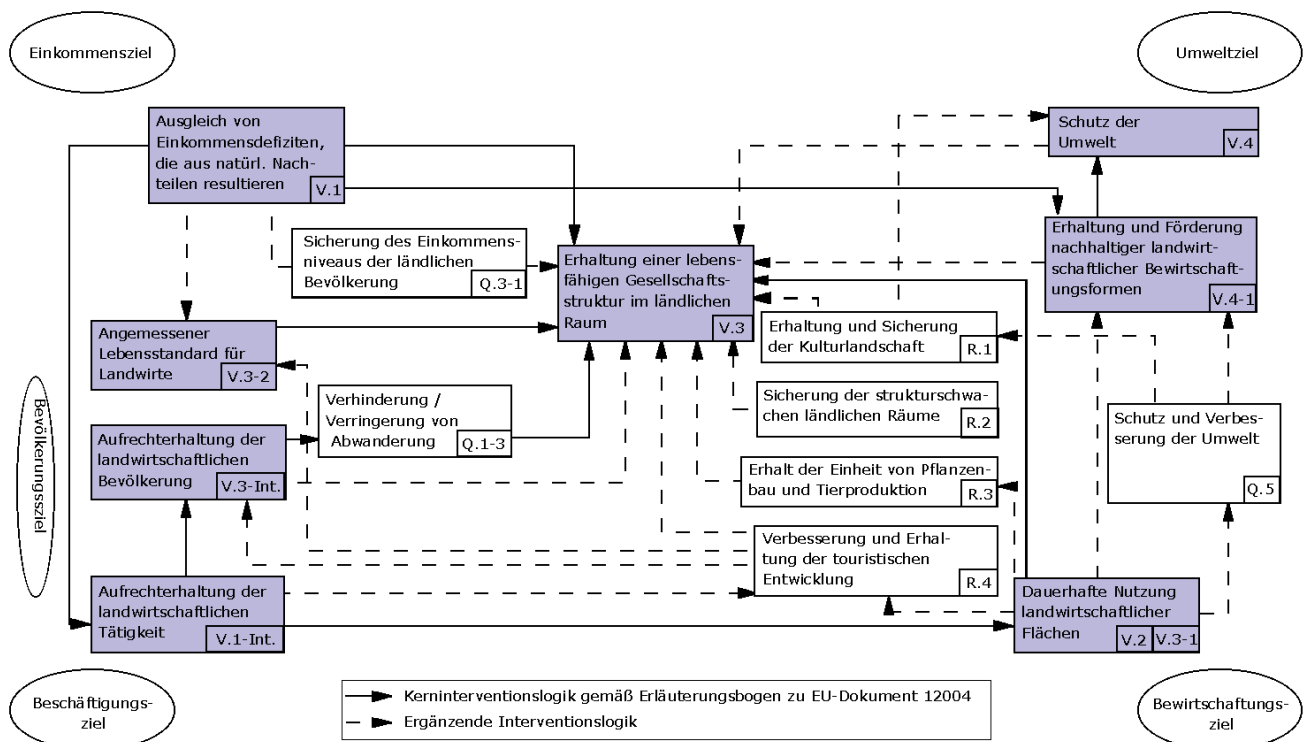 Einkommensziel
Umweltziel
Ausgleich von
Einkommensdefiziten,
die aus natürl. Nach-
teilen resultieren
V.1
Schutz der
Umwelt
V.4
Sicherung des Einkommens-
niveaus der ländlichen
Bevölkerung
Q.3-1
Erhaltung einer lebens-
fähigen Gesellschafts-
struktur im ländlichen
Raum
V.3
Erhaltung und Förderung
nachhaltiger landwirt-
schaftlicher Bewirtschaft-
ungsformen
V.4-1
Angemessener
Lebensstandard für
Landwirte
V.3-2
Erhaltung und Sicherung
der Kulturlandschaft
R.1
Bevölkerungssziel
Verhinderung /
Verringerung von
Abwanderung
Q.1-3
Sicherung der strukturschwa-
chen ländlichen Räume
R.2
Schutz und Verbes-
serung der Umwelt
Q.5
Aufrechterhaltung der
landwirtschaftlichen
Bevölkerung
V.3-Int.
Erhalt der Einheit von Pflanzen-
bau und Tierproduktion
R.3
Verbesserung und Erhal-
tung der touristischen
Entwicklung
R.4
Aufrechterhaltung der
landwirtschaftlichen
Tätigkeit
V.1-Int.
Dauerhafte Nutzung
landwirtschaftlicher
Flächen
V.2 V.3-1
Beschäftigungs-
ziel
Kerninterventionslogik gemäß Erläuterungsbogen zu EU-Dokument 12004
Ergänzende Interventionslogik
Bewirtschaftungs-
ziel